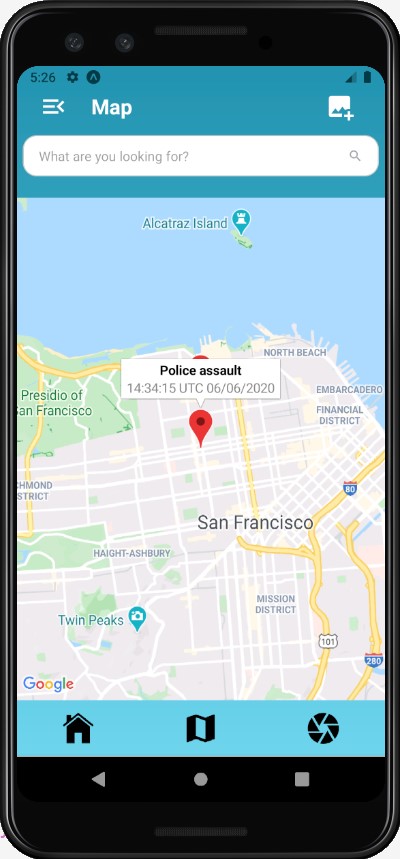 5:26
Map
What are you looking for?
Alcatraz Island
NORTH BEACH
Police assault
14:34:15 UTC 06/06/2020
EMBARCADERO
Presidio of
San Francisco
FINANCIAL
DISTRICT
CHMOND
STRICT
80
San Francisco
HAIGHT-ASHBURY
MISSION
DISTRICT
Twin Peaks
101
280
Google